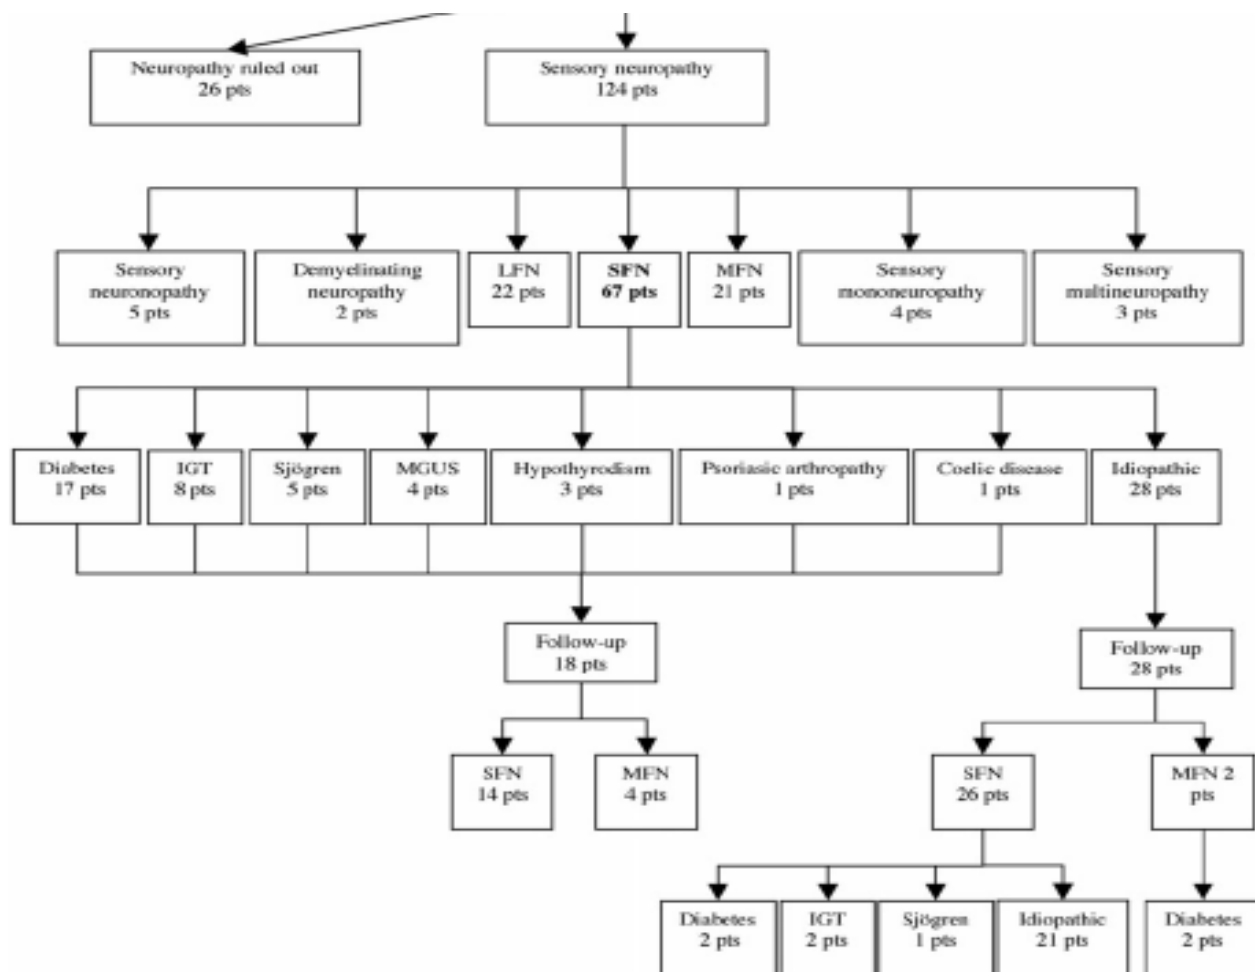 Neuropathy ruled out
26 pts
Sensory neuropathy
124 pts
Sensory
neuronopathy
5 pts
Demyelinating
neuropathy
2 pts
LFN
22 pts
SFN
67 pts
MFN
21 pts
Sensory
mononeuropathy
4 pts
Sensory
multineuropathy
3 pts
Diabetes
17 pts
IGT
8 pts
Sjögren
5 pts
MGUS
4 pts
Hypothyrodism
3 pts
Psoriasic arthropathy
1 pts
Coelic disease
1 pts
Idiopathic
28 pts
Follow-up
18 pts
Follow-up
28 pts
SFN
14 pts
MFN
4 pts
SFN
26 pts
MFN 2
pts
Diabetes
2 pts
IGT
2 pts
Sjögren
1 pts
Idiopathic
21 pts
Diabetes
2 pts